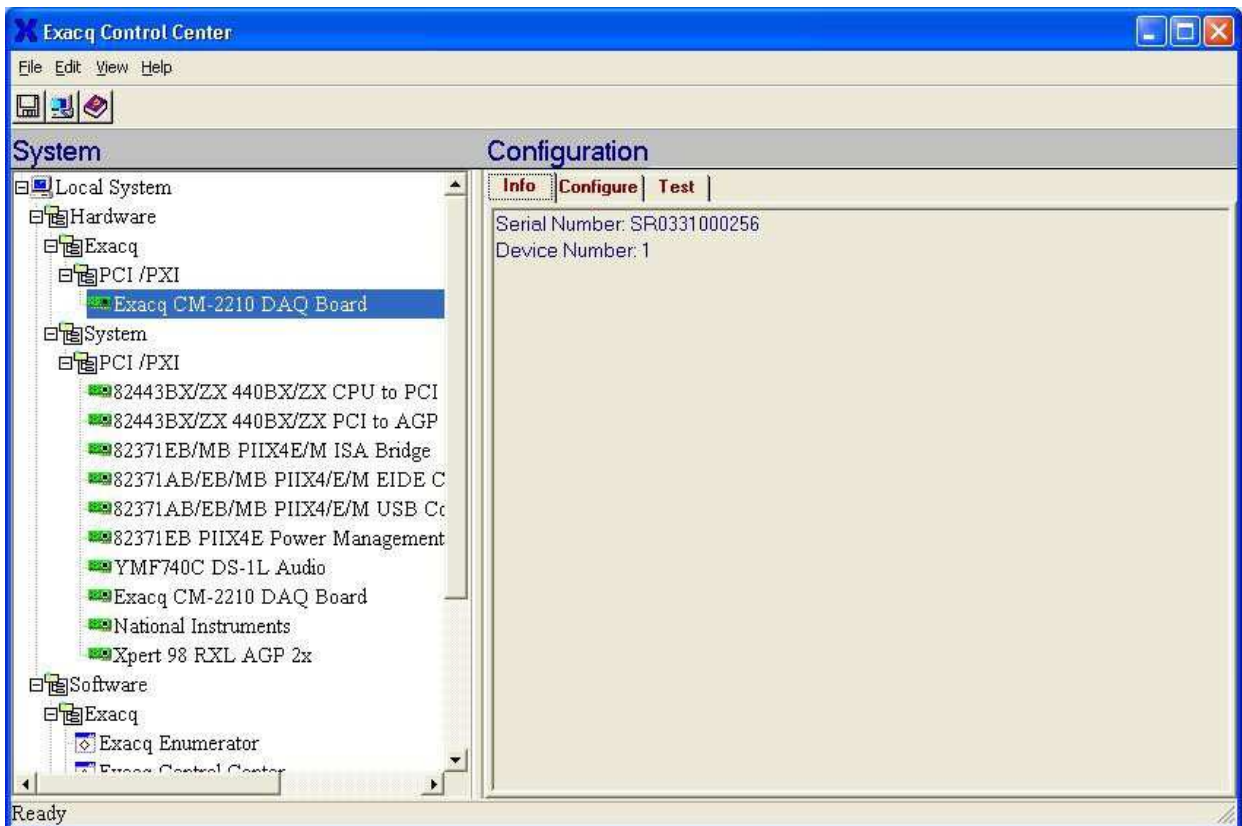 Exacq Control Center
File Edit View Help
System
Configuration
Local System
Hardware
Exacq
PCI /PXI
Exacq CM-2210 DAQ Board
System
PCI /PXI
82443BX/ZX 440BX/ZX CPU to PCI
82443BX/ZX 440BX/ZX PCI to AGP
82371EB/MB PIIX4E/M ISA Bridge
82371AB/EB/MB PIIX4/E/M EIDE C
82371AB/EB/MB PIIX4/E/M USB Co
82371EB PIIX4E Power Management
YMF740C DS-1L Audio
Exacq CM-2210 DAQ Board
National Instruments
Xpert 98 RXL AGP 2x
Software
Exacq
Exacq Enumerator
Exacq Control Center
Info Configure Test
Serial Number: SR0331000256
Device Number: 1
Ready